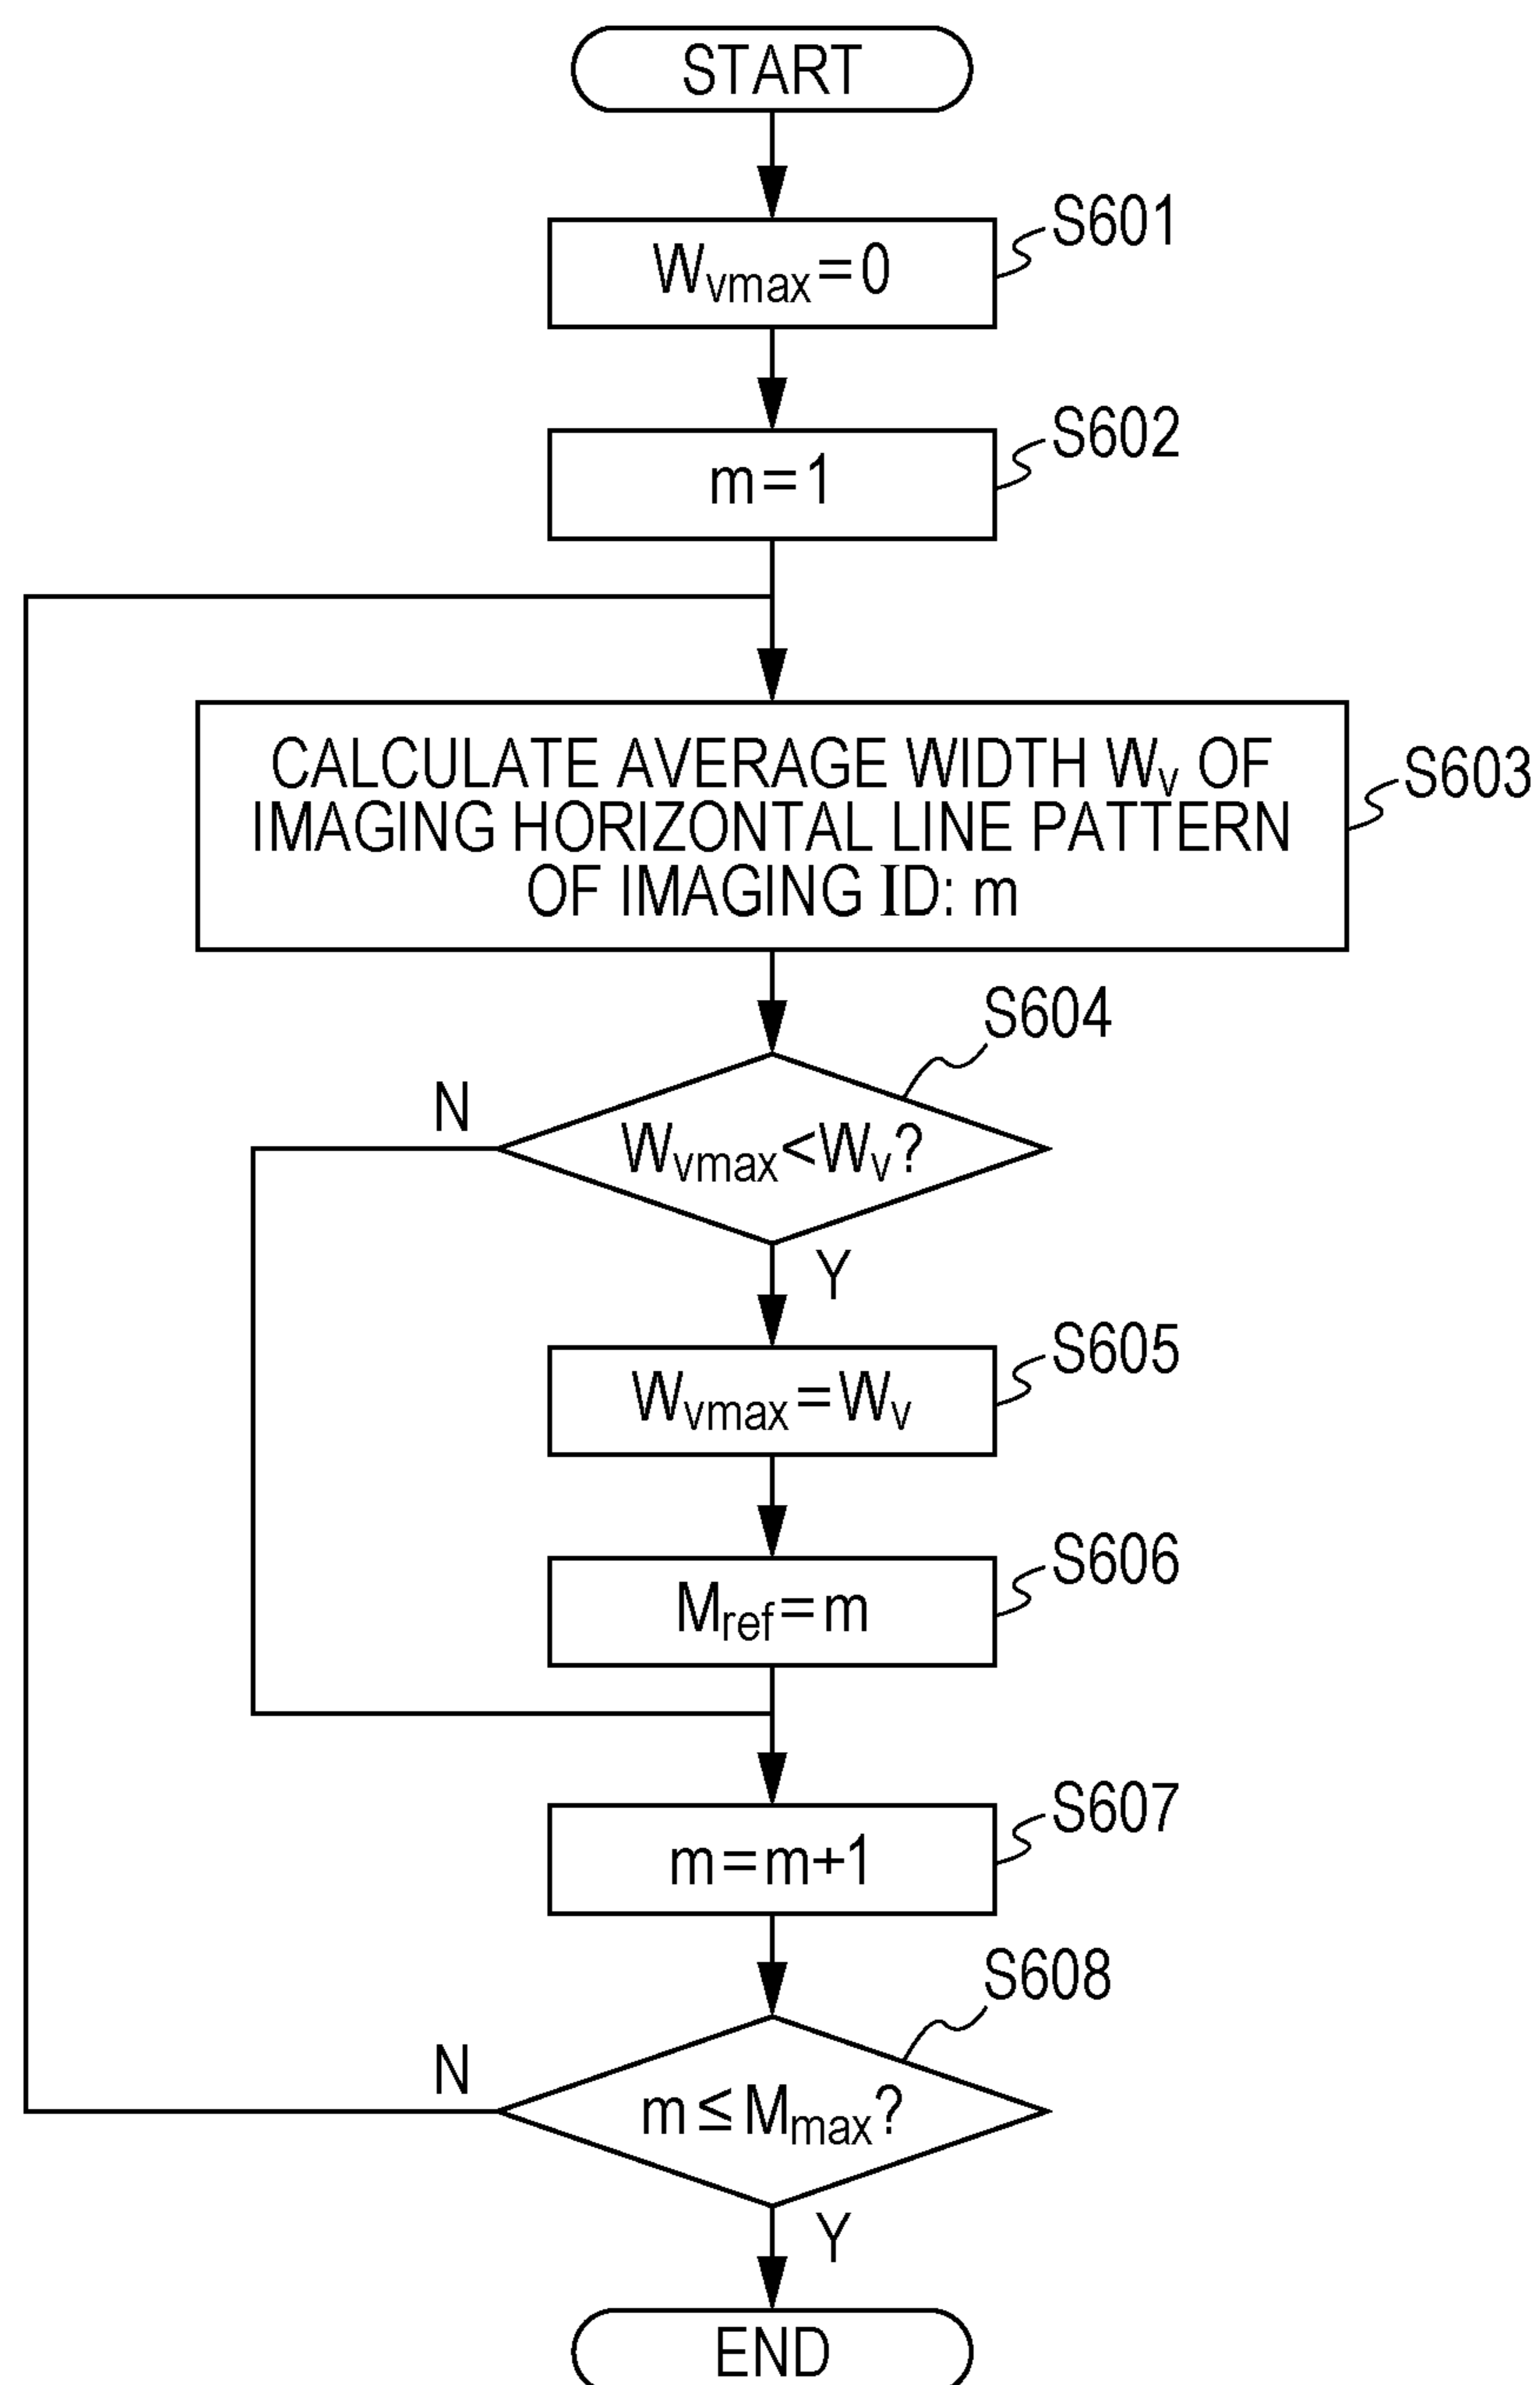 START
S601
Wvmax=0
S602
m=1
S603
CALCULATE AVERAGE WIDTH Wv OF
IMAGING HORIZONTAL LINE PATTERN
OF IMAGING ID: m
S604
N
Wvmax<Wv?
Y
S605
Wvmax=Wv
S606
Mref=m
S607
m=m+1
S608
N
m≤Mmax?
Y
END